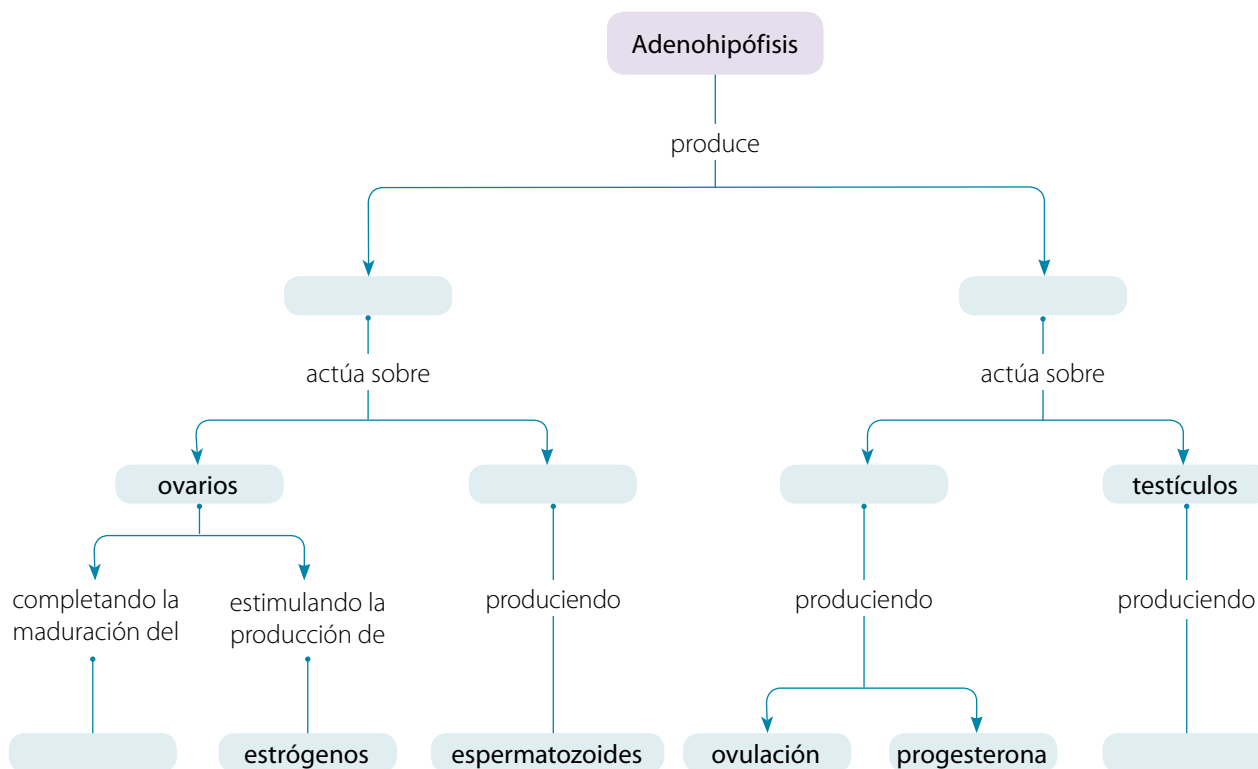 Adenohipófisis
produce
actúa sobre
actúa sobre
ovarios
testículos
completando la
maduración del
estimulando la
producción de
produciendo
produciendo
produciendo
estrógenos
espermatozoides
ovulación
progesterona